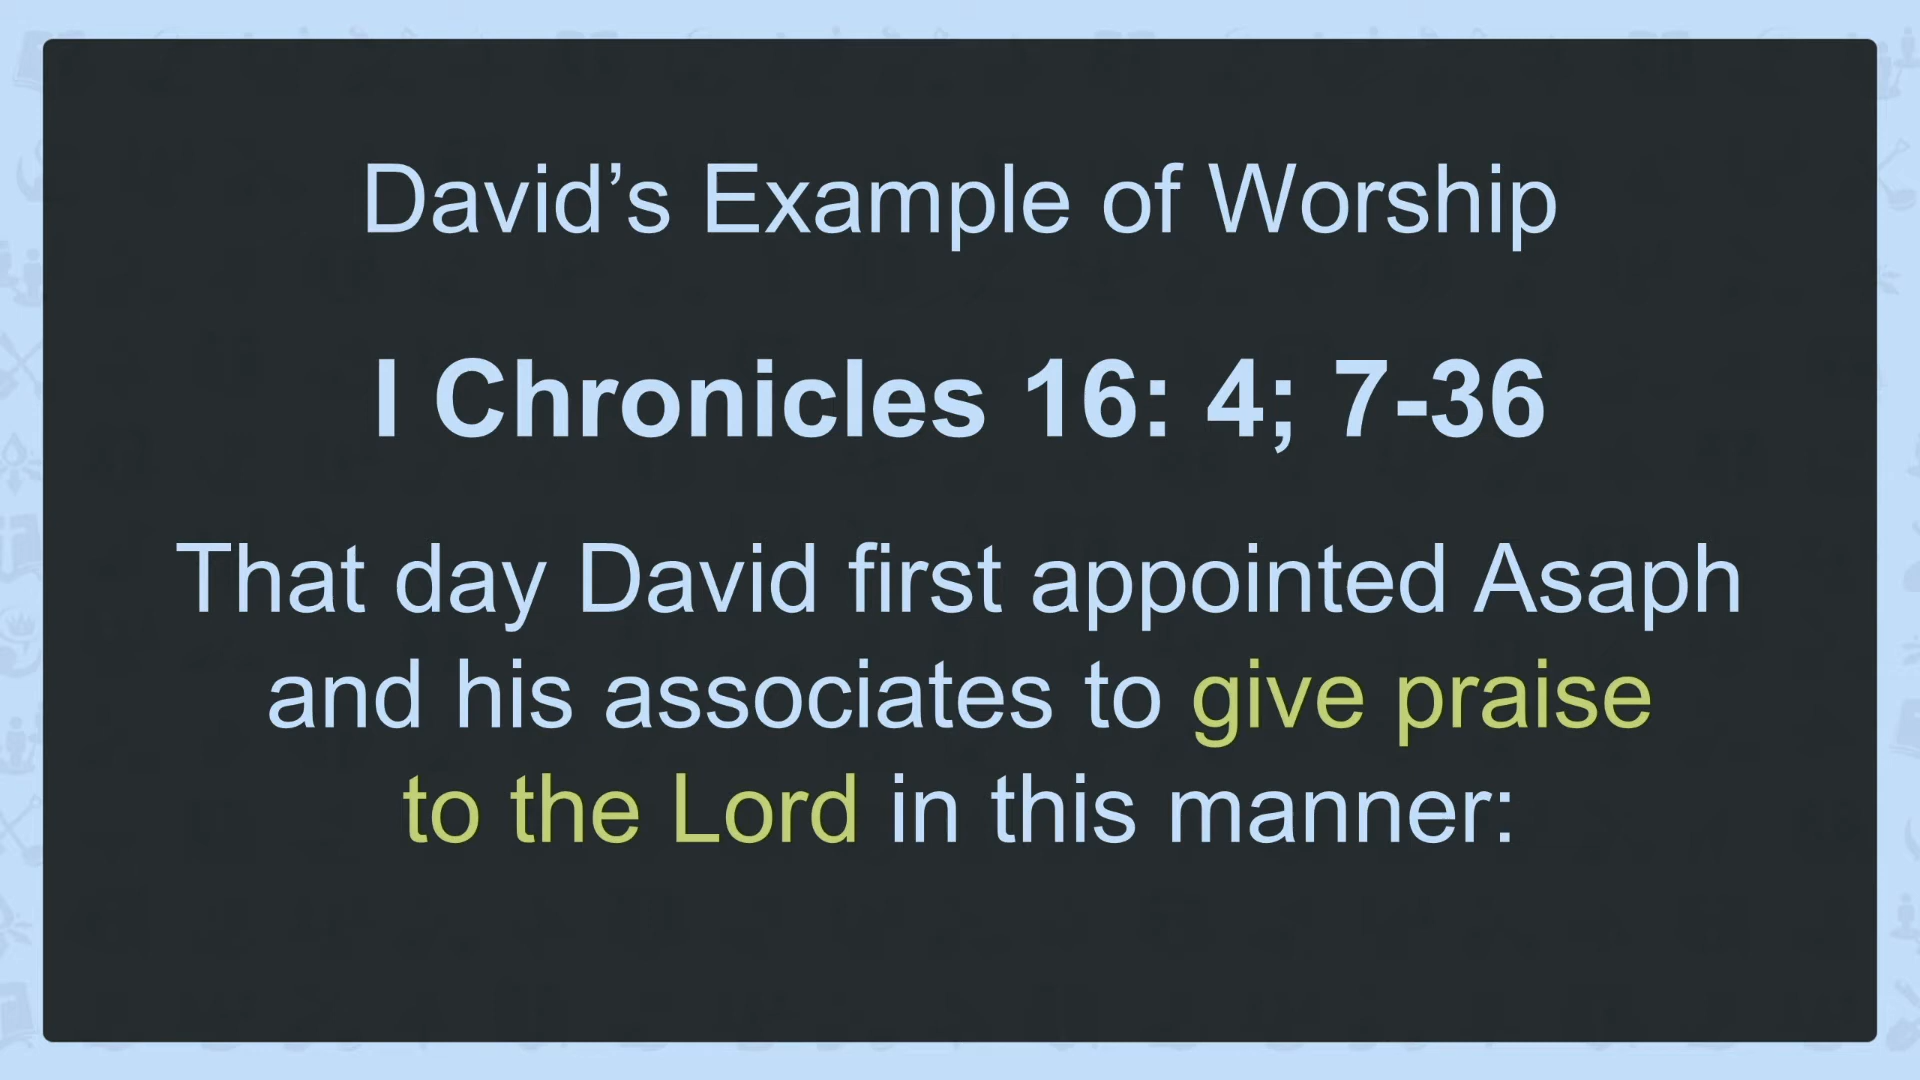 David’s Example of Worship
I Chronicles 16: 4; 7-36
That day David first appointed Asaph
and his associates to give praise
to the Lord in this manner: